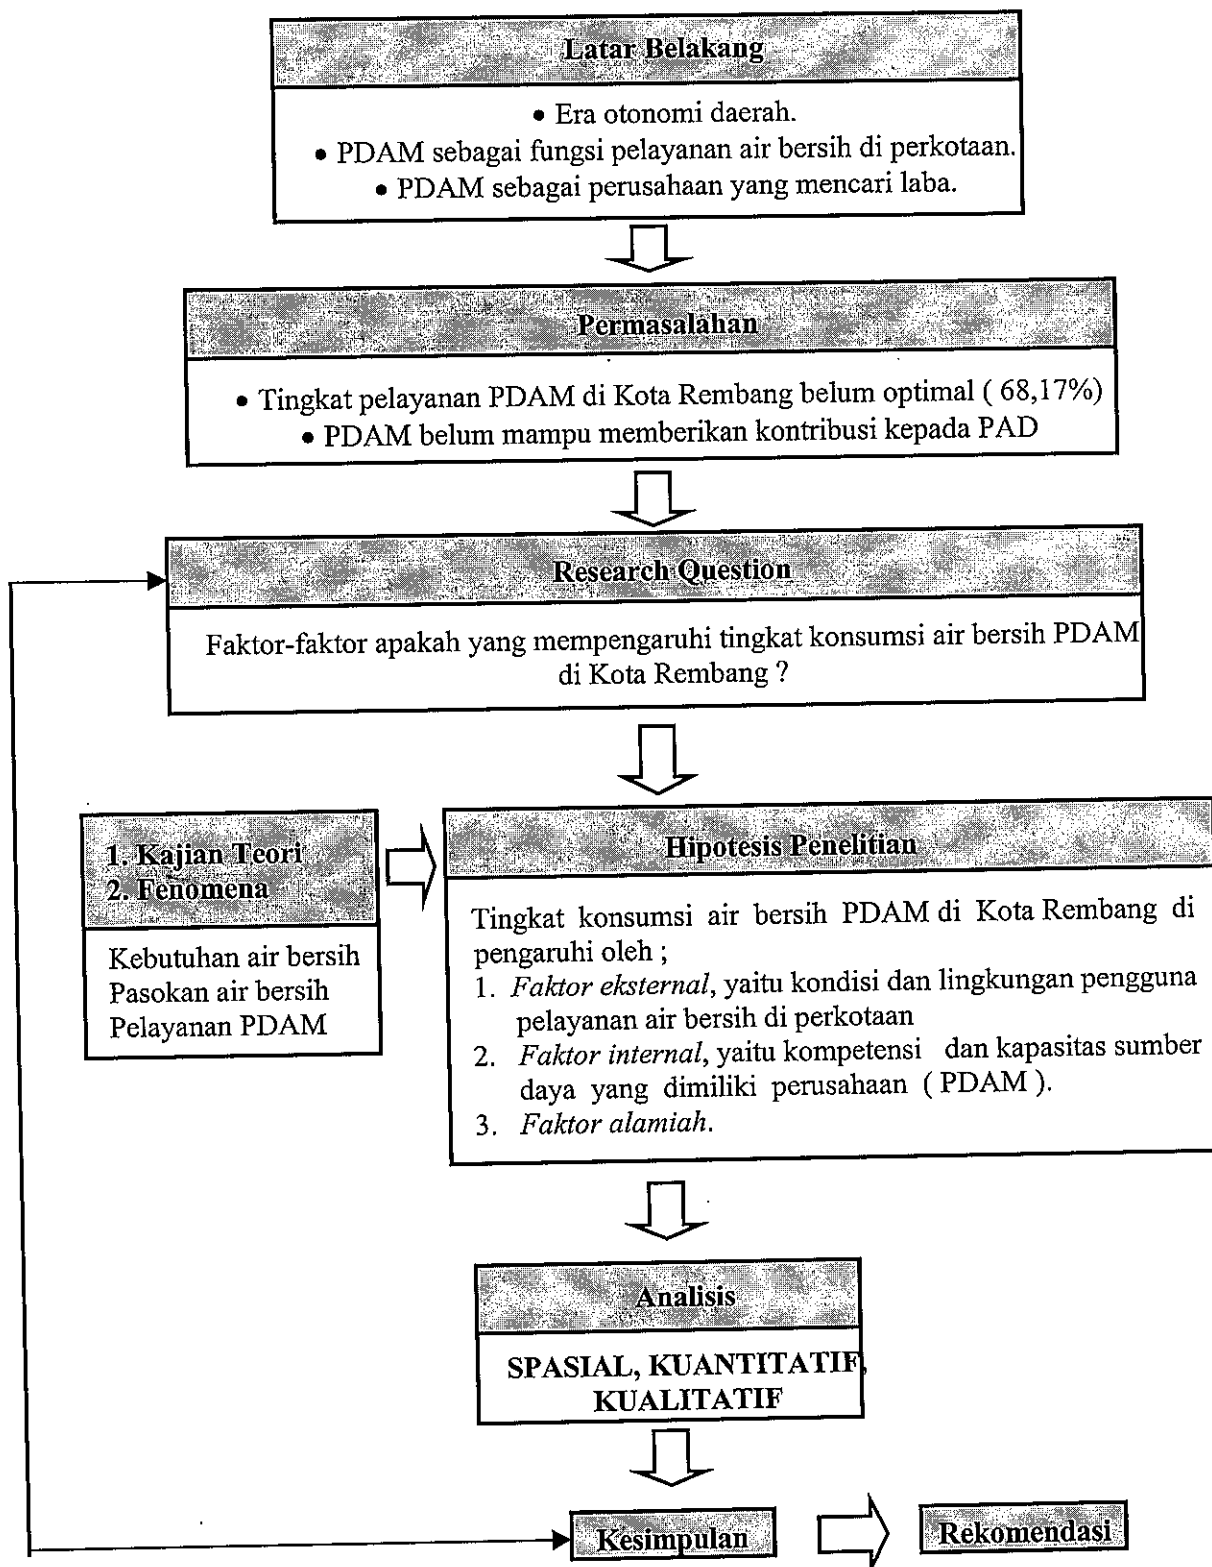 Latar Belakang
• Era otonomi daerah.
• PDAM sebagai fungsi pelayanan air bersih di perkotaan.
• PDAM sebagai perusahaan yang mencari laba.
Permasalahan
• Tingkat pelayanan PDAM di Kota Rembang belum optimal ( 68,17%)
• PDAM belum mampu memberikan kontribusi kepada PAD
Research Question
Faktor-faktor apakah yang mempengaruhi tingkat konsumsi air bersih PDAM
di Kota Rembang ?
1. Kajian Teori
2. Fenomena
Kebutuhan air bersih
Pasokan air bersih
Pelayanan PDAM
Hipotesis Penelitian
Tingkat konsumsi air bersih PDAM di Kota Rembang di
pengaruhi oleh ;
1. Faktor eksternal, yaitu kondisi dan lingkungan pengguna
pelayanan air bersih di perkotaan
2. Faktor internal, yaitu kompetensi dan kapasitas sumber
daya yang dimiliki perusahaan ( PDAM ).
3. Faktor alamiah.
Analisis
SPASIAL, KUANTITATIF,
KUALITATIF
Kesimpulan
Rekomendasi